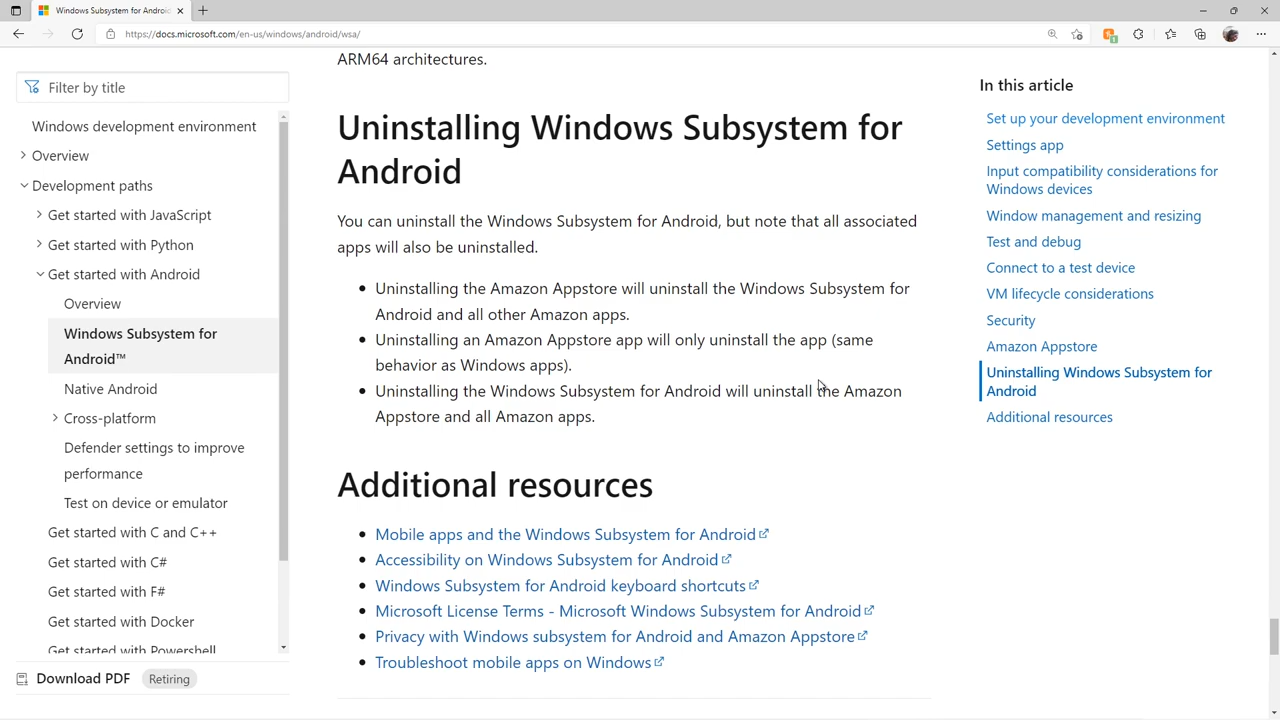 Windows Subsystem for Androi
https://docs.microsoft.com/en-us/windows/android/wsa/
Filter by title
Windows development environment
Overview
Development paths
Get started with JavaScript
Get started with Python
Get started with Android
Overview
Windows Subsystem for
Android™
Native Android
Cross-platform
Defender settings to improve
performance
Test on device or emulator
Get started with C and C++
Get started with C#
Get started with F#
Get started with Docker
Get started with Powershell
Download PDF
Retiring
ARM64 architectures.
Uninstalling Windows Subsystem for
Android
You can uninstall the Windows Subsystem for Android, but note that all associated
apps will also be uninstalled.
Uninstalling the Amazon Appstore will uninstall the Windows Subsystem for
Android and all other Amazon apps.
Uninstalling an Amazon Appstore app will only uninstall the app (same
behavior as Windows apps).
Uninstalling the Windows Subsystem for Android will uninstall the Amazon
Appstore and all Amazon apps.
Additional resources
Mobile apps and the Windows Subsystem for Android
Accessibility on Windows Subsystem for Android
Windows Subsystem for Android keyboard shortcuts
Microsoft License Terms - Microsoft Windows Subsystem for Android
Privacy with Windows subsystem for Android and Amazon Appstore
Troubleshoot mobile apps on Windows
In this article
Set up your development environment
Settings app
Input compatibility considerations for
Windows devices
Window management and resizing
Test and debug
Connect to a test device
VM lifecycle considerations
Security
Amazon Appstore
Uninstalling Windows Subsystem for
Android
Additional resources